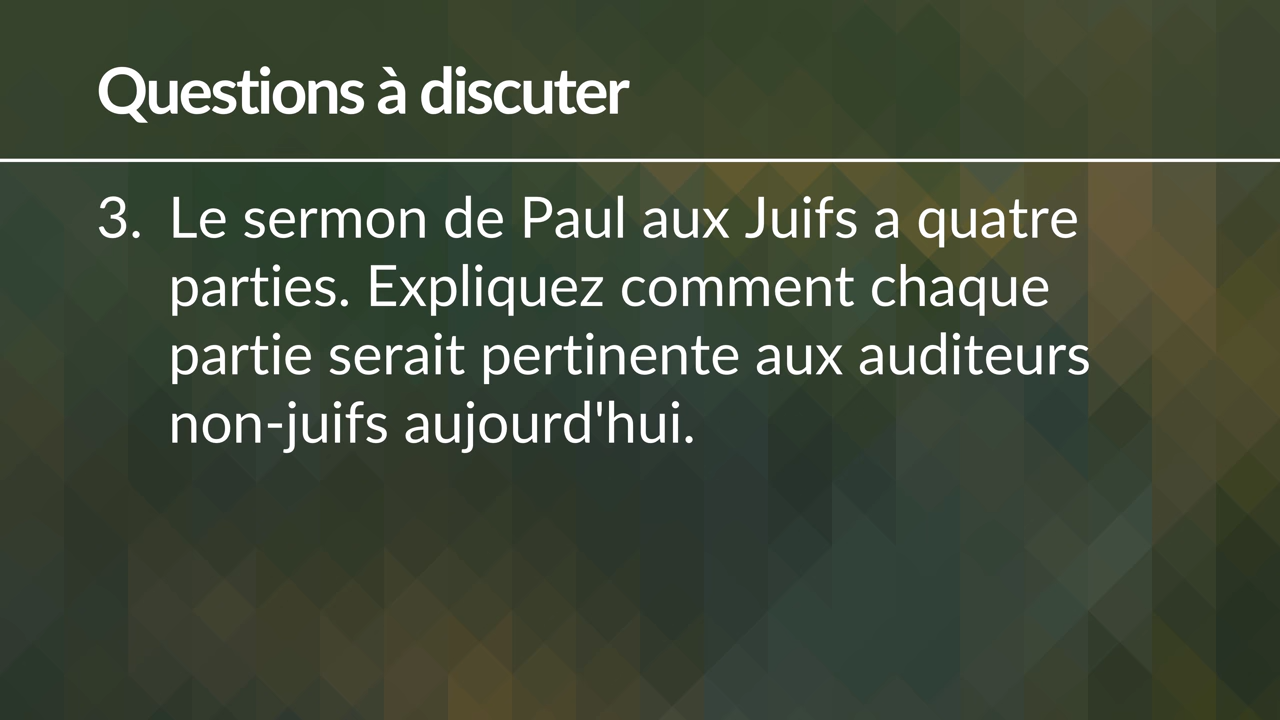 Questions à discuter
3. Le sermon de Paul aux Juifs a quatre
parties. Expliquez comment chaque
partie serait pertinente aux auditeurs
non-juifs aujourd'hui.